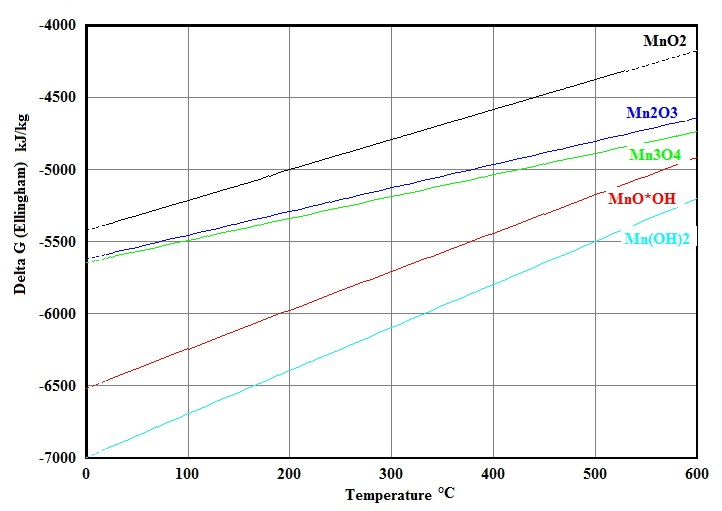 -4000
MnO2
-4500
Mn2O3
Mn3O4
-5000
MnO*OH
-5500
Mn(OH)2
-6000
-6500
-7000
Delta G (Ellingham) kJ/kg
0 100 200 300 400 500 600
Temperature °C